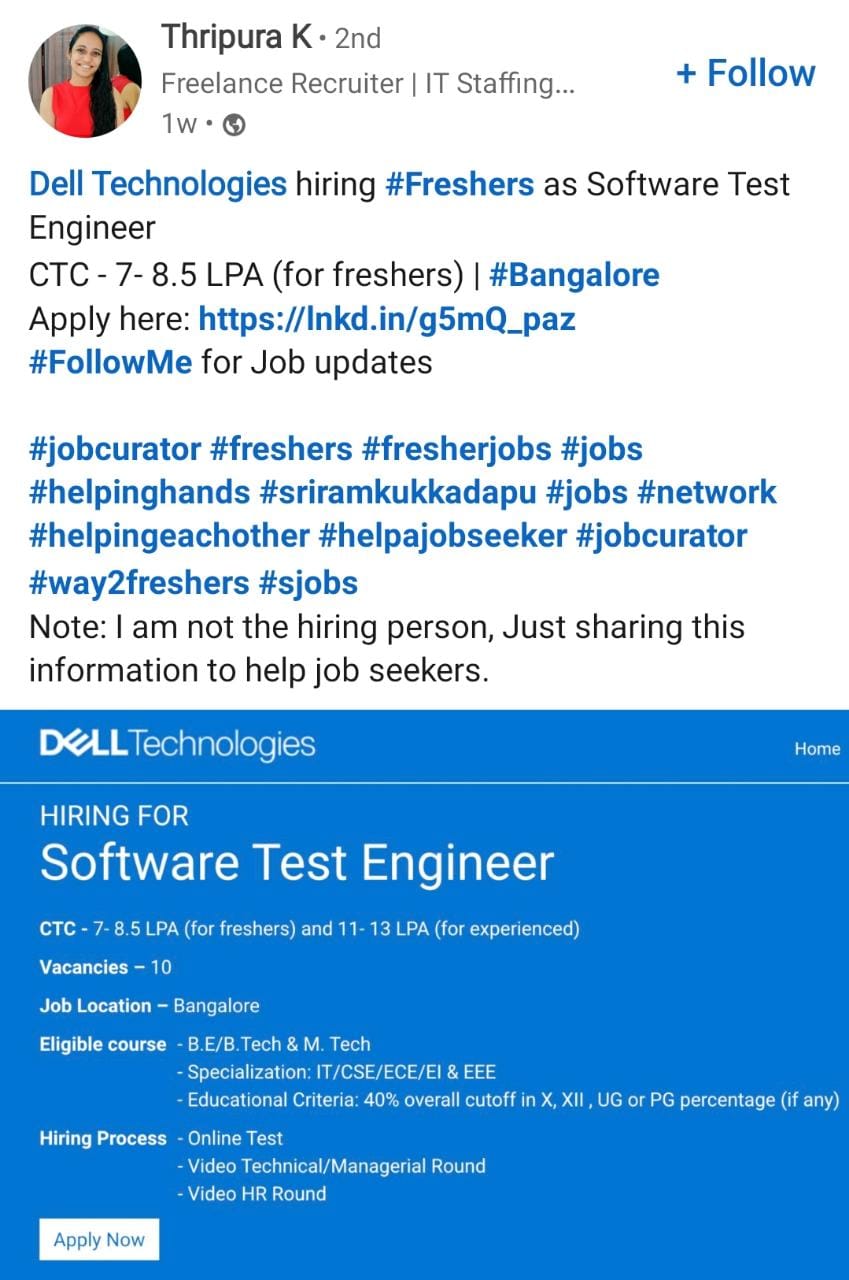 Thripura K • 2nd
Freelance Recruiter | IT Staffing...
+ Follow
1w •
Dell Technologies hiring #Freshers as Software Test
Engineer
CTC - 7- 8.5 LPA (for freshers) | #Bangalore
Apply here: https://lnkd.in/g5mQ_paz
#FollowMe for Job updates
#jobcurator #freshers #fresherjobs #jobs
#helpinghands #sriramkukkadapu #jobs #network
#helpingeachother #helpajobseeker #jobcurator
#way2freshers #sjobs
Note: I am not the hiring person, Just sharing this
information to help job seekers.
DELLTechnologies
Home
HIRING FOR
Software Test Engineer
CTC - 7- 8.5 LPA (for freshers) and 11- 13 LPA (for experienced)
Vacancies – 10
Job Location – Bangalore
Eligible course - B.E/B.Tech & M. Tech
- Specialization: IT/CSE/ECE/EI & EEE
- Educational Criteria: 40% overall cutoff in X, XII , UG or PG percentage (if any)
Hiring Process - Online Test
- Video Technical/Managerial Round
- Video HR Round
Apply Now